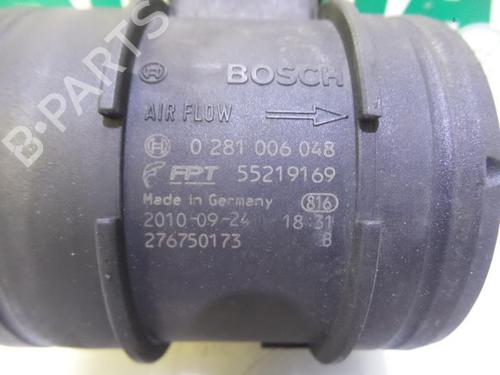 BOSCH
AIR FLOW
0 281 006 048
FPT 55219169
Made in Germany 816
2010-09-24 18:31
276750173 B
B-Parts